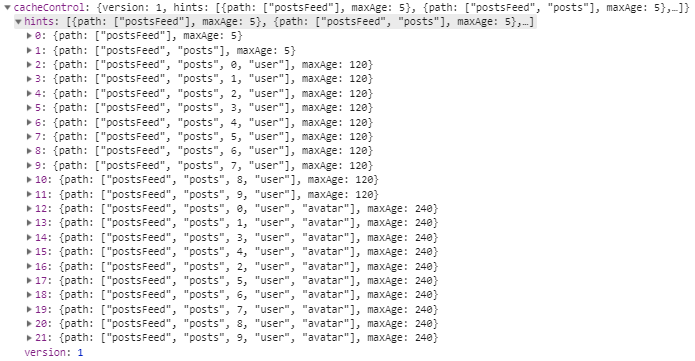 cacheControl: {version: 1, hints: [{path: ["postsFeed"], maxAge: 5}, {path: ["postsFeed", "posts"], maxAge: 5},…]}
hints: [{path: ["postsFeed"], maxAge: 5}, {path: ["postsFeed", "posts"], maxAge: 5},…]
0: {path: ["postsFeed"], maxAge: 5}
1: {path: ["postsFeed", "posts"], maxAge: 5}
2: {path: ["postsFeed", "posts", 0, "user"], maxAge: 120}
3: {path: ["postsFeed", "posts", 1, "user"], maxAge: 120}
4: {path: ["postsFeed", "posts", 2, "user"], maxAge: 120}
5: {path: ["postsFeed", "posts", 3, "user"], maxAge: 120}
6: {path: ["postsFeed", "posts", 4, "user"], maxAge: 120}
7: {path: ["postsFeed", "posts", 5, "user"], maxAge: 120}
8: {path: ["postsFeed", "posts", 6, "user"], maxAge: 120}
9: {path: ["postsFeed", "posts", 7, "user"], maxAge: 120}
10: {path: ["postsFeed", "posts", 8, "user"], maxAge: 120}
11: {path: ["postsFeed", "posts", 9, "user"], maxAge: 120}
12: {path: ["postsFeed", "posts", 0, "user", "avatar"], maxAge: 240}
13: {path: ["postsFeed", "posts", 1, "user", "avatar"], maxAge: 240}
14: {path: ["postsFeed", "posts", 3, "user", "avatar"], maxAge: 240}
15: {path: ["postsFeed", "posts", 4, "user", "avatar"], maxAge: 240}
16: {path: ["postsFeed", "posts", 2, "user", "avatar"], maxAge: 240}
17: {path: ["postsFeed", "posts", 5, "user", "avatar"], maxAge: 240}
18: {path: ["postsFeed", "posts", 6, "user", "avatar"], maxAge: 240}
19: {path: ["postsFeed", "posts", 7, "user", "avatar"], maxAge: 240}
20: {path: ["postsFeed", "posts", 8, "user", "avatar"], maxAge: 240}
21: {path: ["postsFeed", "posts", 9, "user", "avatar"], maxAge: 240}
version: 1